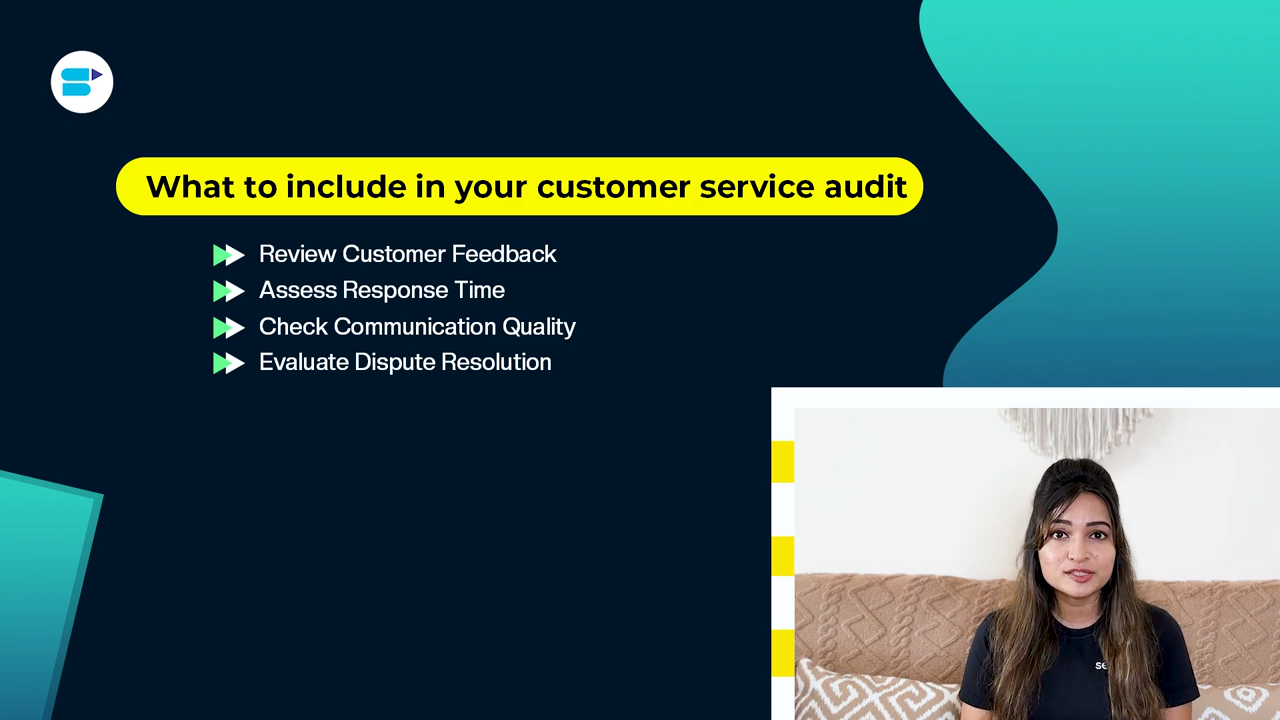 What to include in your customer service audit
Review Customer Feedback
Assess Response Time
Check Communication Quality
Evaluate Dispute Resolution